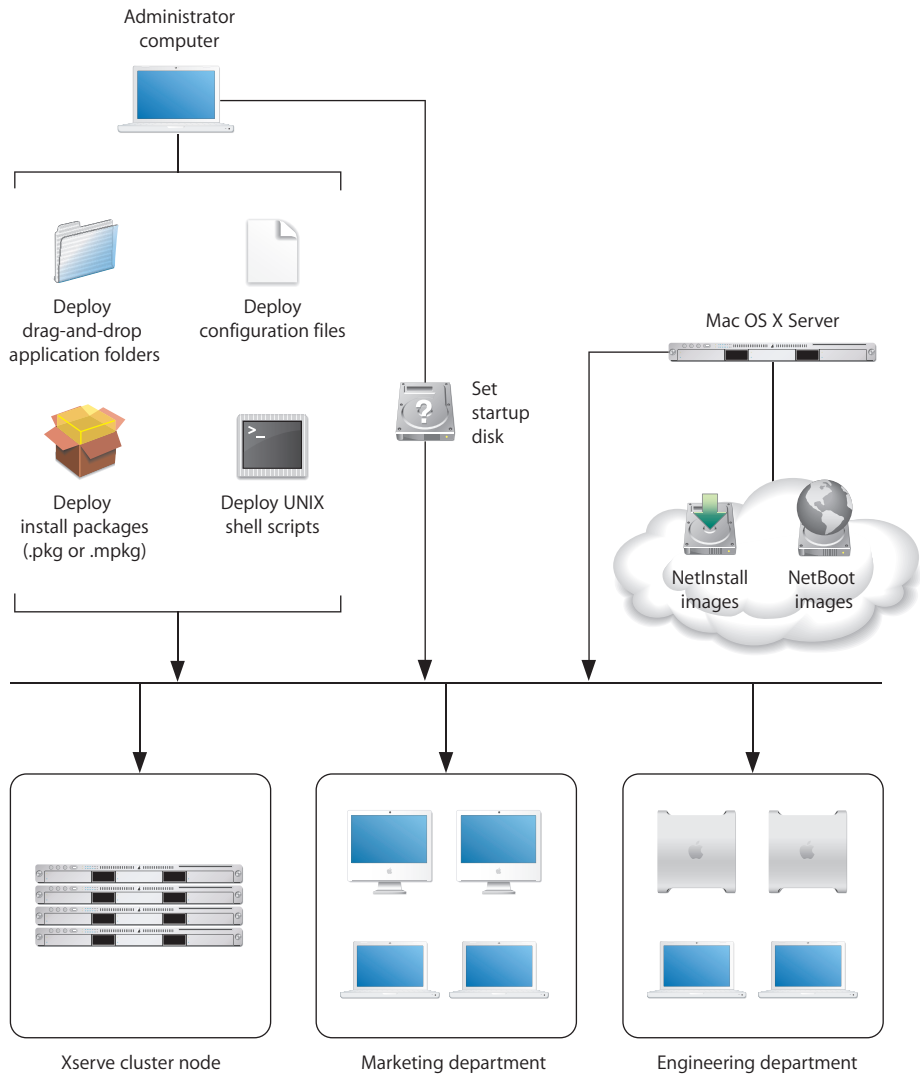 Administrator
computer
Deploy
drag-and-drop
application folders
Deploy
configuration files
Deploy
install packages
(.pkg or .mpkg)
>_
Deploy UNIX
shell scripts
?
Set
startup
disk
Mac OS X Server
NetInstall
images
NetBoot
images
Xserve cluster node
Marketing department
Engineering department